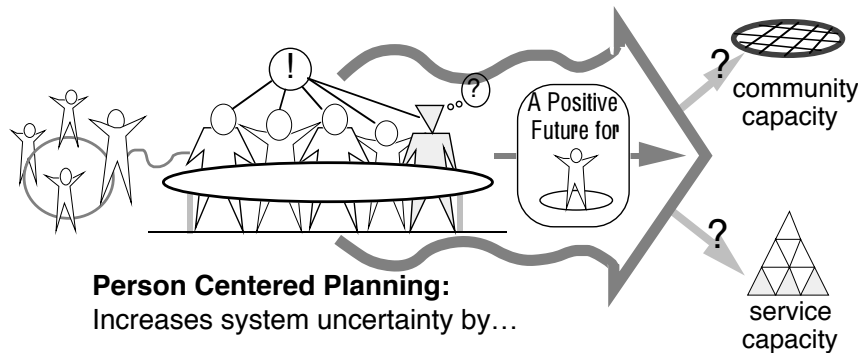 !
?
A Positive
Future for
?
community
capacity
?
service
capacity
Person Centered Planning:
Increases system uncertainty by…